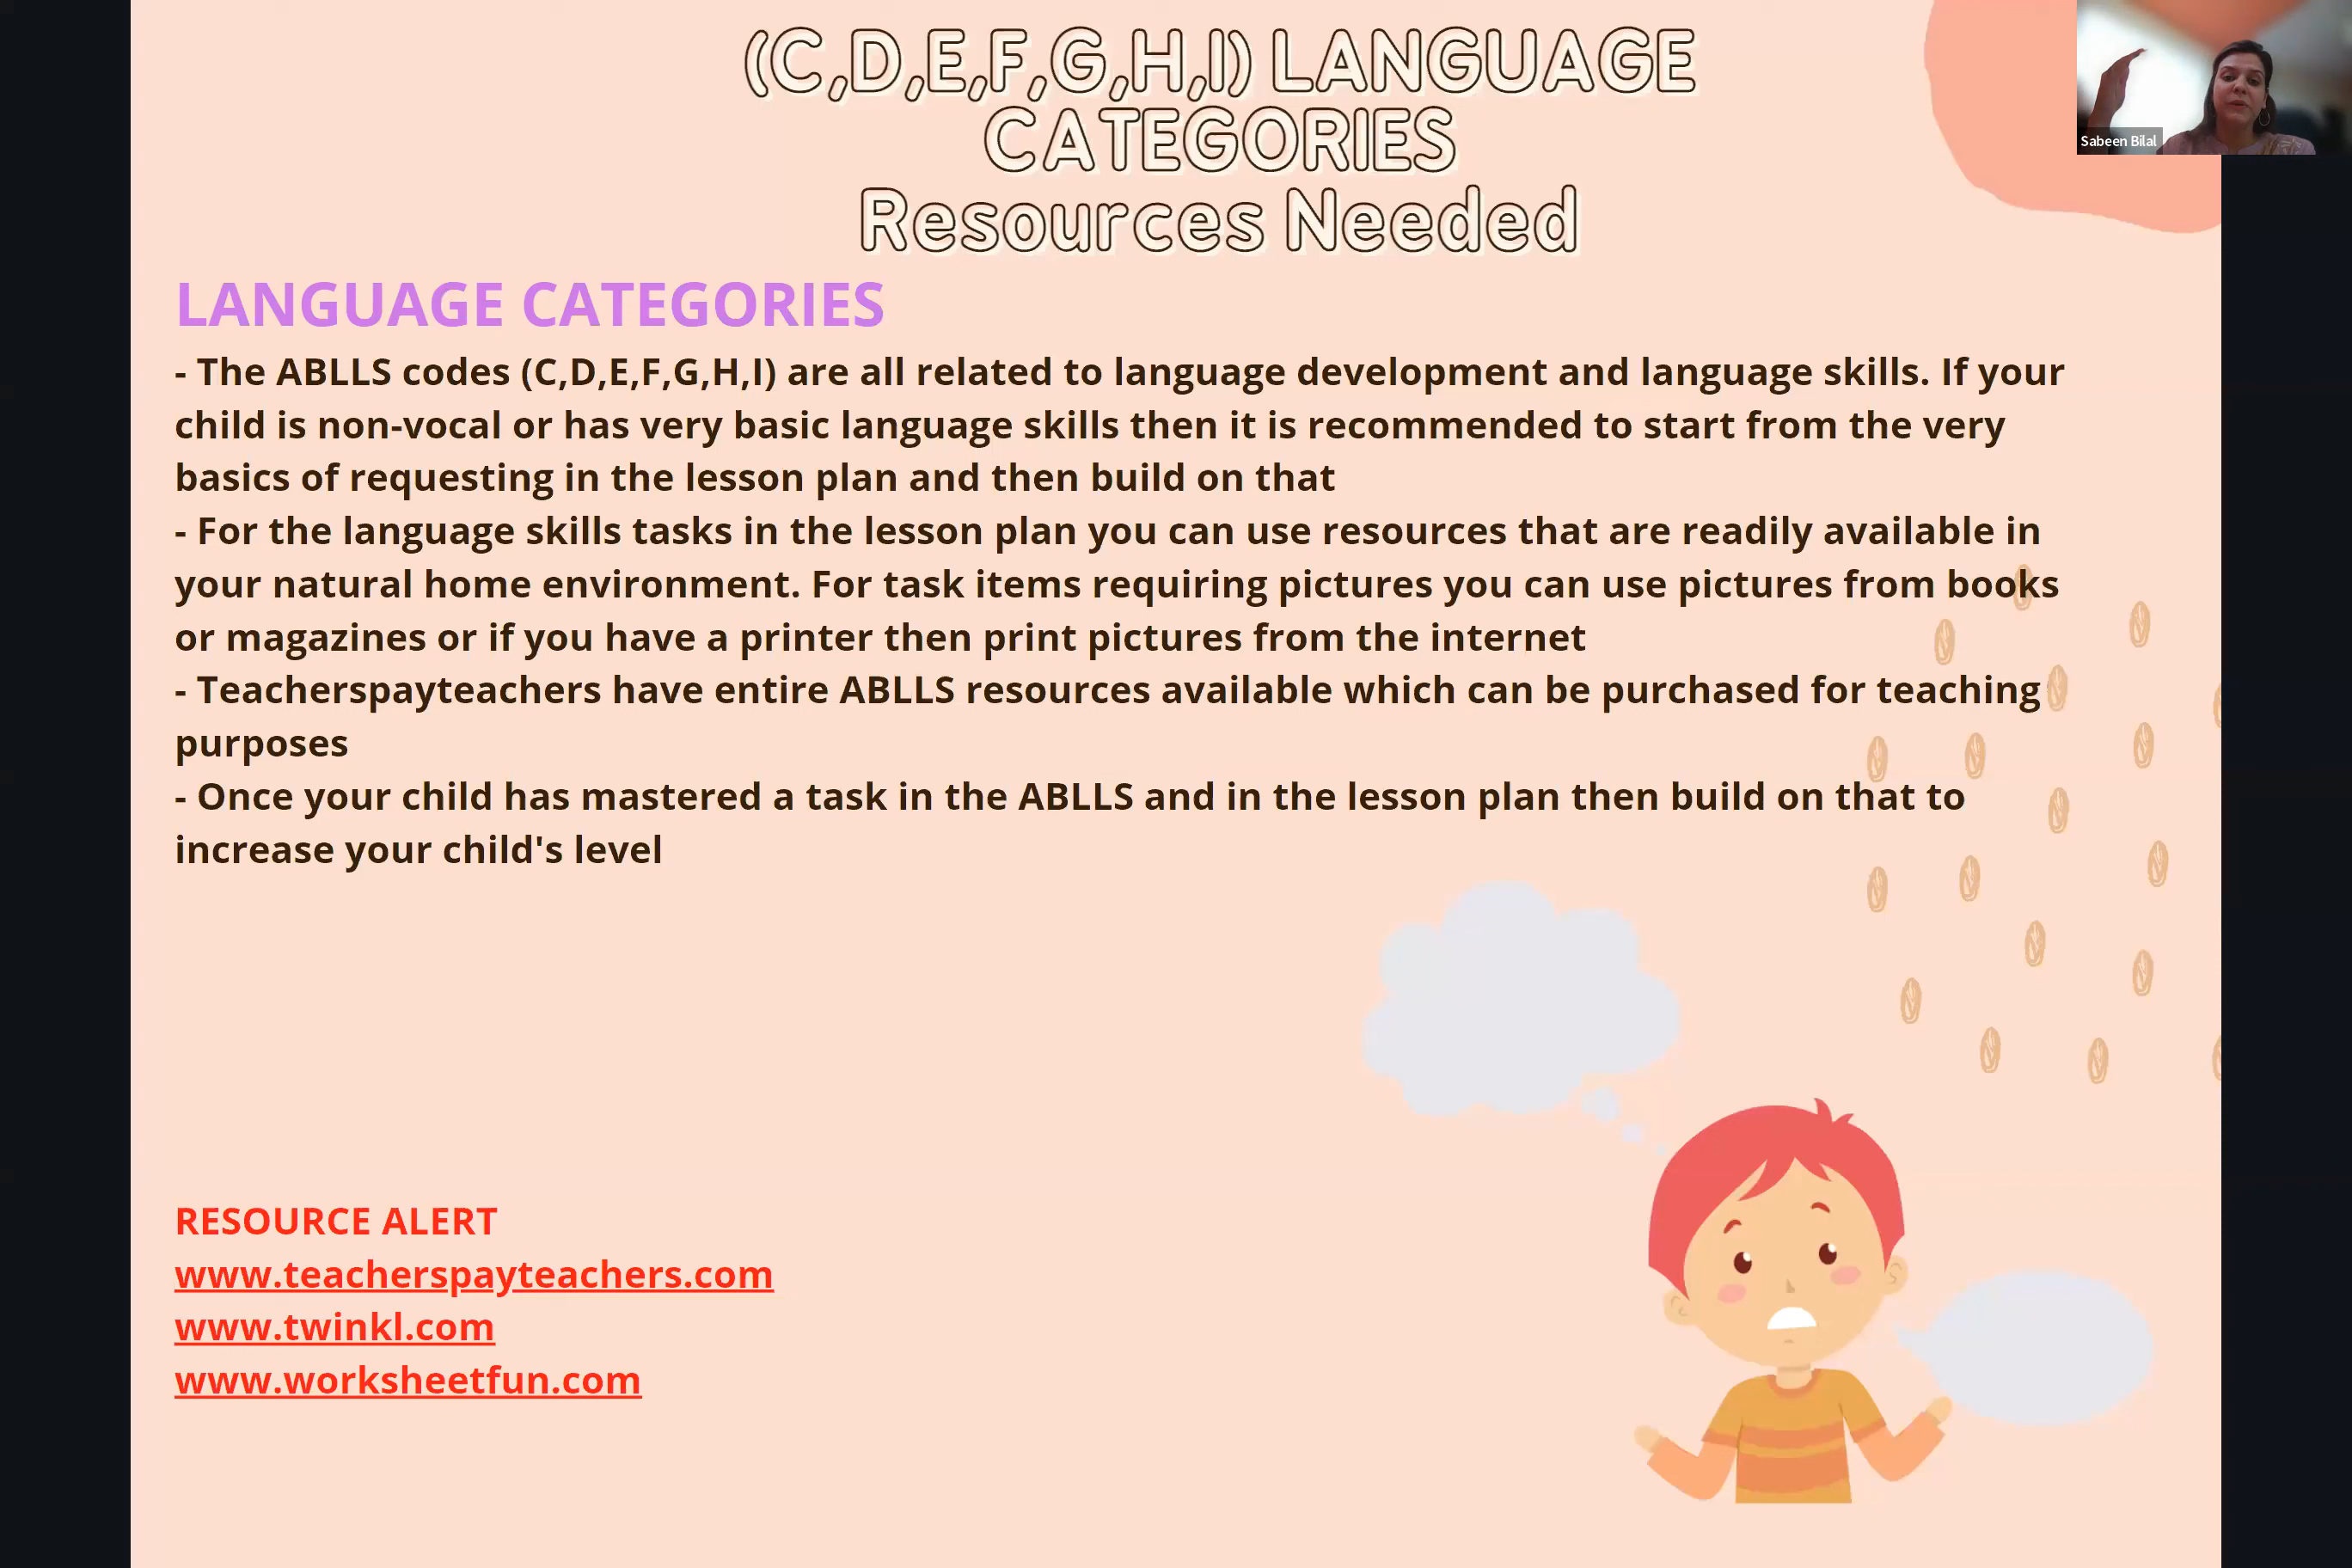 (C,D,E,F,G,H,I) LANGUAGE
CATEGORIES
Resources Needed
Sabeen Bilal
LANGUAGE CATEGORIES
- The ABLLS codes (C,D,E,F,G,H,I) are all related to language development and language skills. If your
child is non-vocal or has very basic language skills then it is recommended to start from the very
basics of requesting in the lesson plan and then build on that
- For the language skills tasks in the lesson plan you can use resources that are readily available in
your natural home environment. For task items requiring pictures you can use pictures from books
or magazines or if you have a printer then print pictures from the internet
- Teacherspayteachers have entire ABLLS resources available which can be purchased for teaching
purposes
- Once your child has mastered a task in the ABLLS and in the lesson plan then build on that to
increase your child's level
RESOURCE ALERT
www.teacherspayteachers.com
www.twinkl.com
www.worksheetfun.com